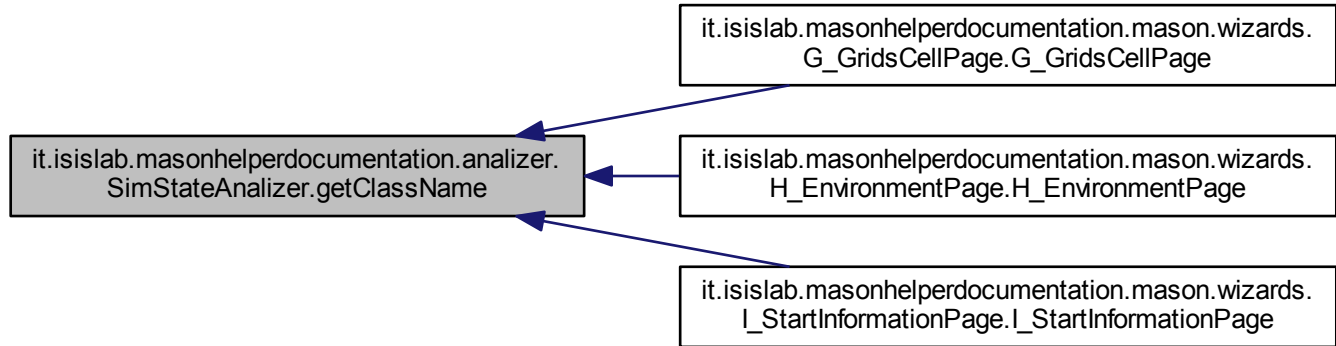 it.isislab.masonhelperdocumentation.mason.wizards.
G_GridsCellPage.G_GridsCellPage
it.isislab.masonhelperdocumentation.analizer.
SimStateAnalizer.getClassName
it.isislab.masonhelperdocumentation.mason.wizards.
H_EnvironmentPage.H_EnvironmentPage
it.isislab.masonhelperdocumentation.mason.wizards.
I_StartInformationPage.I_StartInformationPage